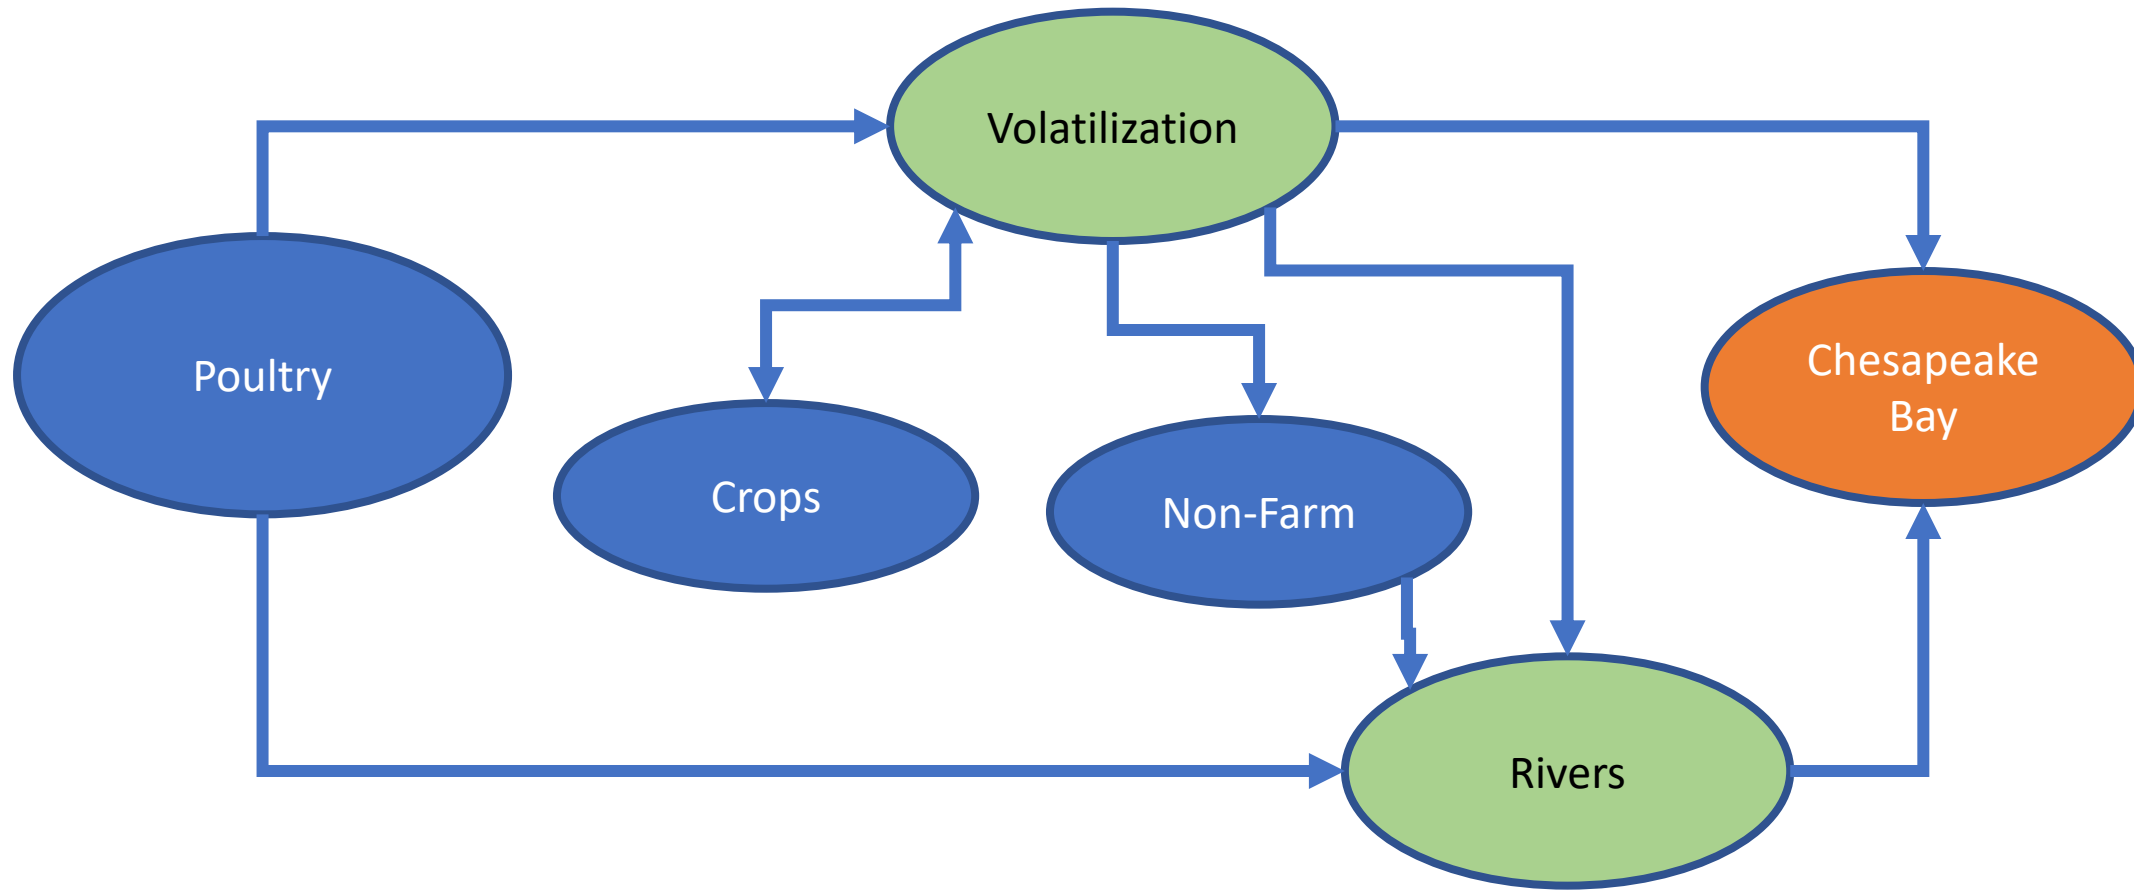 Volatilization
Poultry
Crops
Non-Farm
Chesapeake
Bay
Rivers